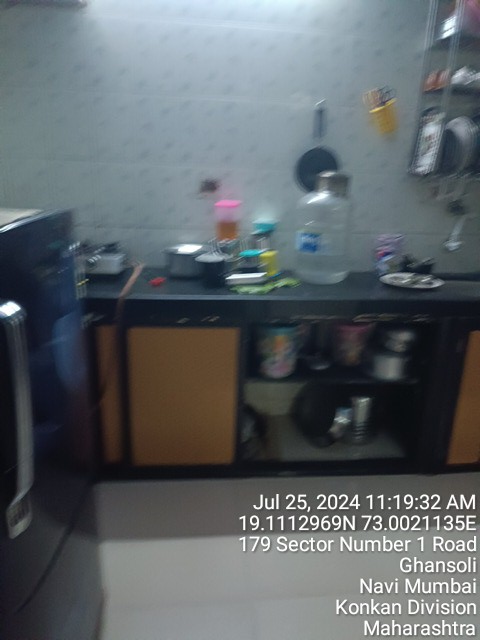 Jul 25, 2024 11:19:32 AM
19.1112969N 73.0021135E
179 Sector Number 1 Road
Ghansoli
Navi Mumbai
Konkan Division
Maharashtra